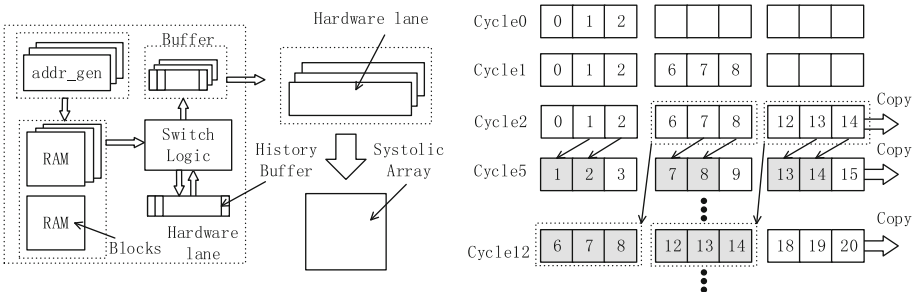 Hardware lane
Buffer
addr_gen
RAM
Switch
Logic
History
Buffer
Systolic
Array
RAM
Blocks
Hardware
lane
Cycle0 0 1 2
Cycle1 0 1 2 6 7 8
Cycle2 0 1 2 6 7 8 12 13 14 Copy
Cycle5 1 2 3 7 8 9 13 14 15 Copy
Cycle12 6 7 8 12 13 14 18 19 20 Copy